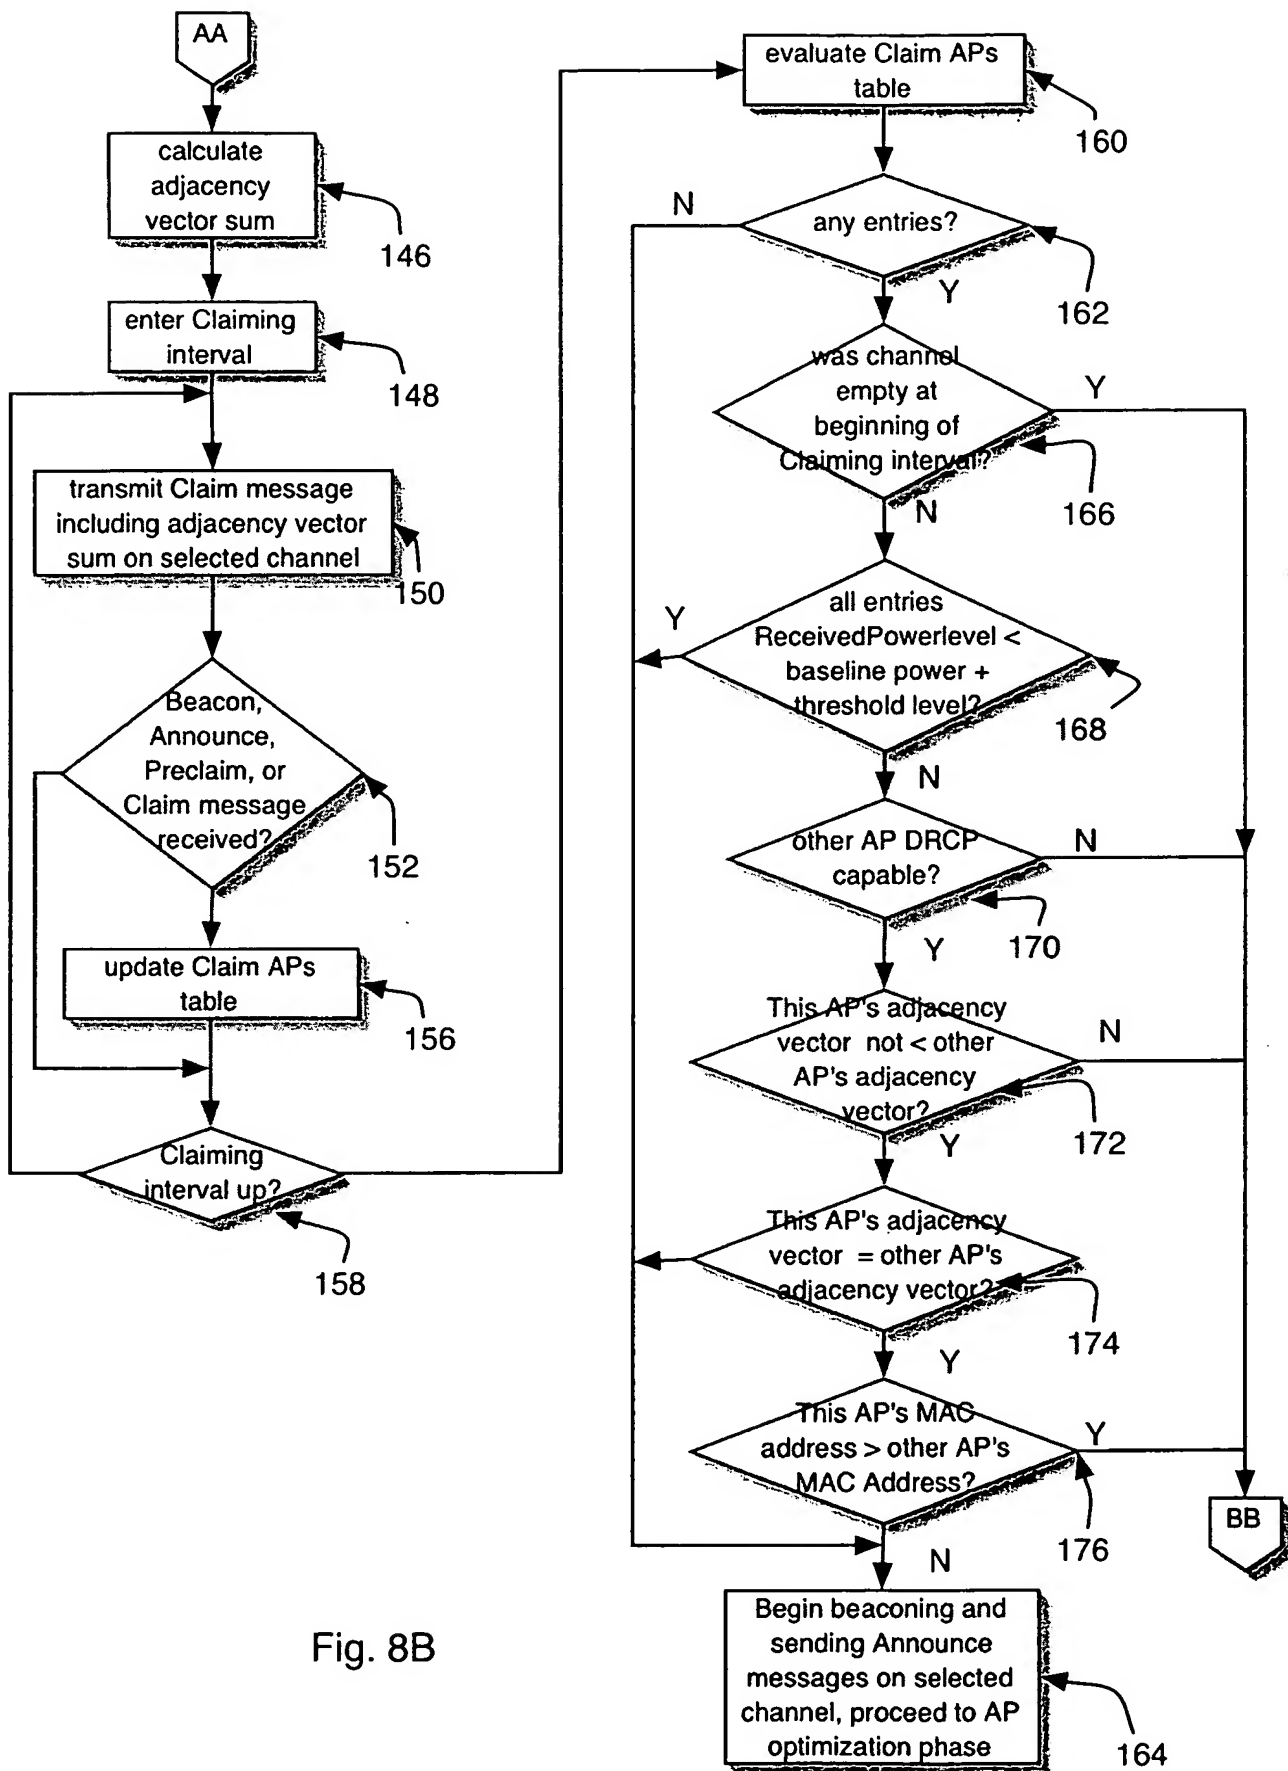 AA
calculate
adjacency
vector sum
146
enter Claiming
interval
148
transmit Claim message
including adjacency vector
sum on selected channel
150
Beacon,
Announce,
Preclaim, or
Claim message
received?
152
update Claim APs
table
156
Claiming
interval up?
158
evaluate Claim APs
table
160
N
any entries?
162
Y
was channel
empty at
beginning of
Claiming interval?
Y
166
N
all entries
ReceivedPowerlevel <
baseline power +
threshold level?
Y
168
N
other AP DRCP
capable?
N
170
Y
This AP's adjacency
vector not < other
AP's adjacency
vector?
N
172
Y
This AP's adjacency
vector = other AP's
adjacency vector?
174
Y
This AP's MAC
address > other AP's
MAC Address?
Y
176
BB
N
Begin beaconing and
sending Announce
messages on selected
channel, proceed to AP
optimization phase
164
Fig. 8B